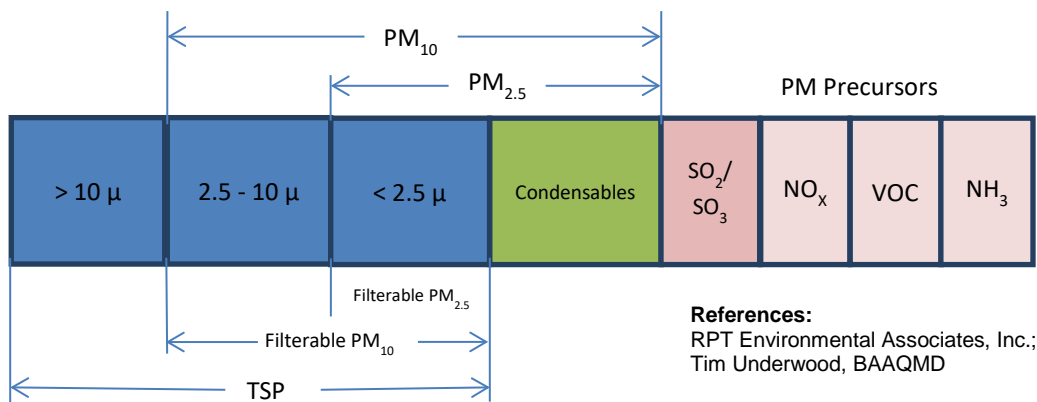 PM₁₀
PM₂.₅
PM Precursors
> 10 µ
2.5 - 10 µ
< 2.5 µ
Condensables
SO₂/
SO₃
NOₓ
VOC
NH₃
Filterable PM₂.₅
Filterable PM₁₀
TSP
References:
RPT Environmental Associates, Inc.;
Tim Underwood, BAAQMD